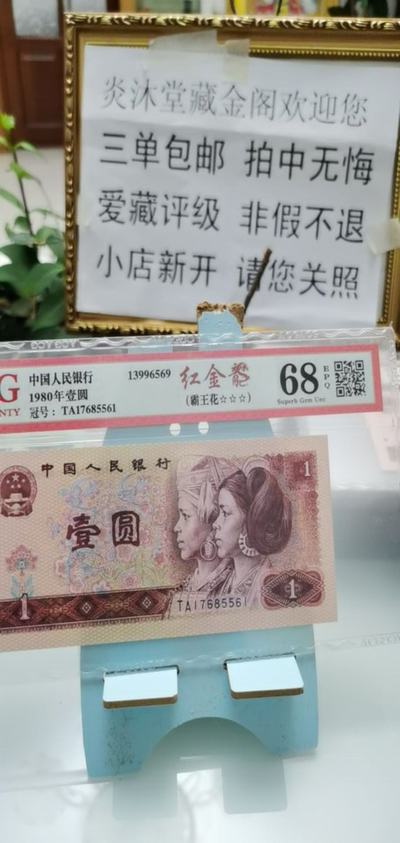 炎沐堂藏金阁欢迎您
三单包邮 拍中无悔
爱藏评级 非假不退
小店新开 请您关照
G
NTY
中国人民银行
1980年壹圆
冠号：TA17685561
13996569
红金龍
(霸王花☆☆☆)
68
EPQ
Superb Gem Unc
中国人民银行
1
壹圆
1
1
TA17685561